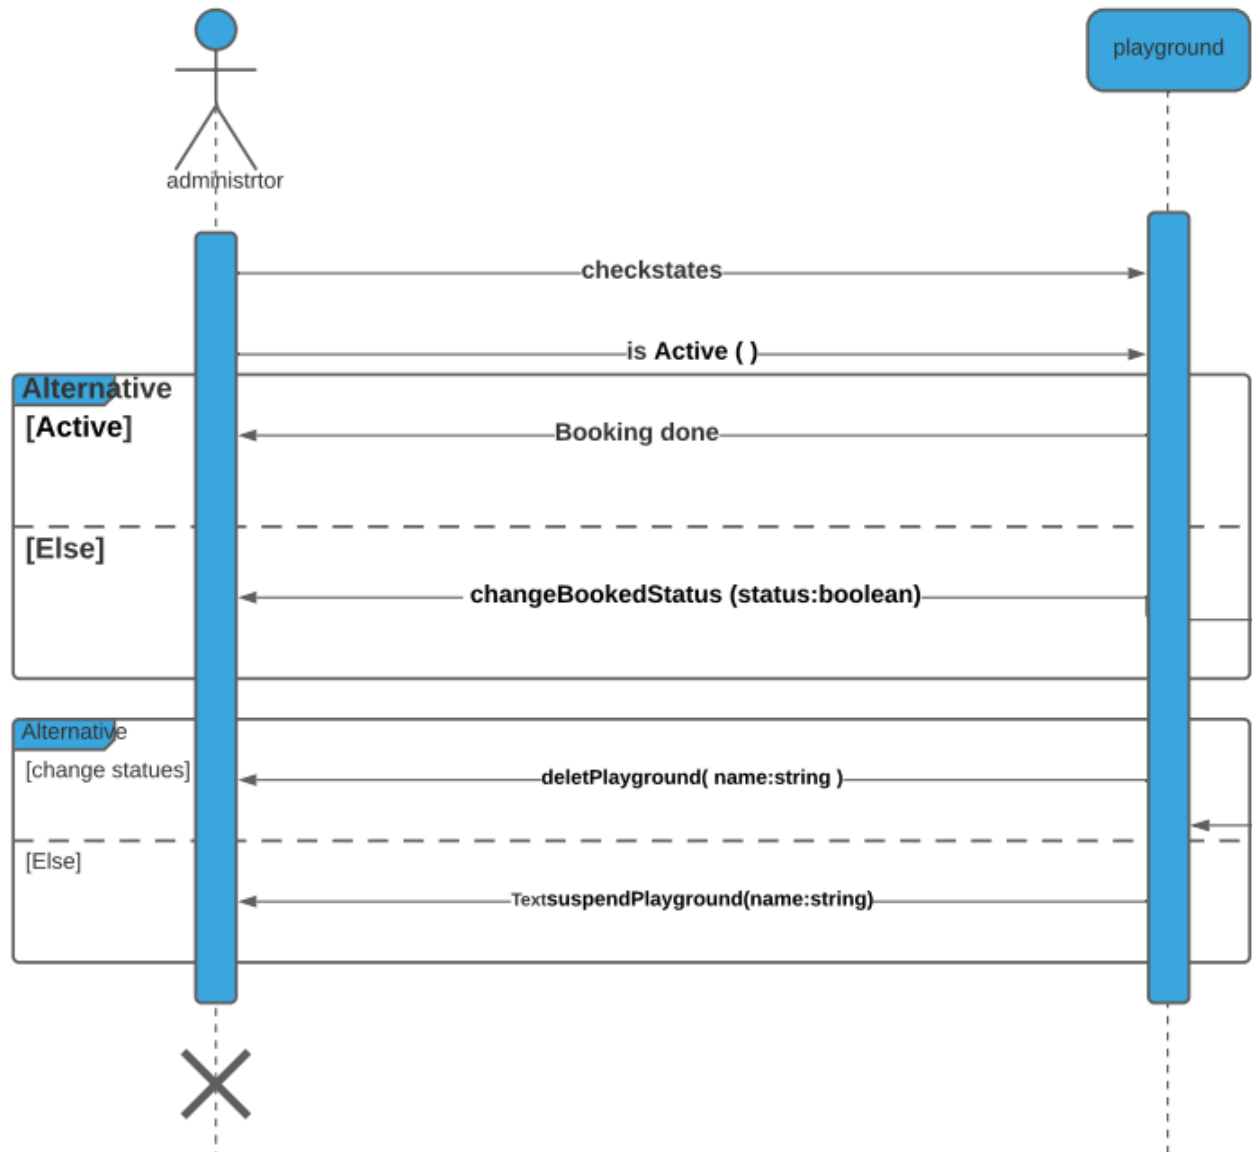 playground
administrtor
checkstates
is Active ( )
Alternative
[Active]
Booking done
[Else]
changeBookedStatus (status:boolean)
Alternative
[change statues]
deletPlayground( name:string )
[Else]
TextsuspendPlayground(name:string)